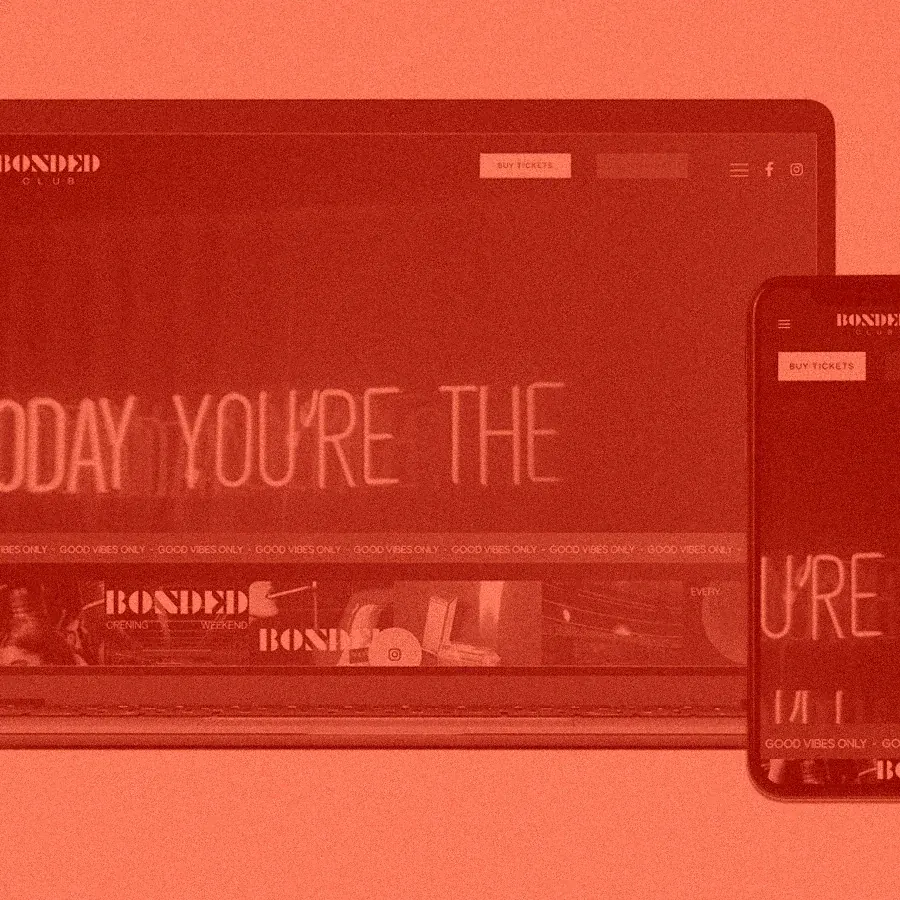 BONDED
CLUB
BUY TICKETS
ODAY YOU'RE THE
IBES ONLY - GOOD VIBES ONLY - GOOD VIBES ONLY - GOOD VIBES ONLY - GOOD VIBES ONLY - GOOD VIBES ONLY - GOOD VIBES ONLY -
BONDED
OPENING WEEKEND
BONDED
BONDE
CLUB
BUY TICKETS
U'RE
GOOD VIBES ONLY - GO
BO